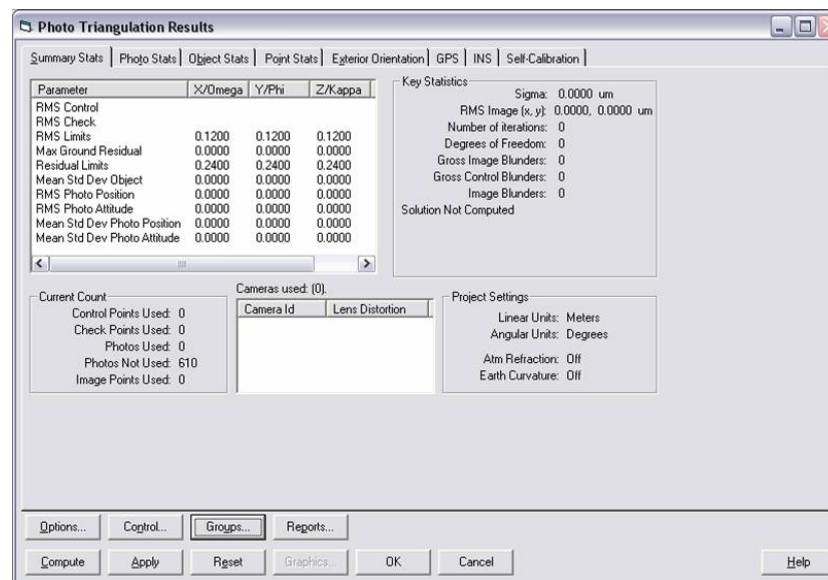 Photo Triangulation Results
Summary Stats Photo Stats Object Stats Point Stats Exterior Orientation GPS INS Self-Calibration
Parameter X/Omega Y/Phi Z/Kappa
RMS Control
RMS Check
RMS Limits 0.1200 0.1200 0.1200
Max Ground Residual 0.0000 0.0000 0.0000
Residual Limits 0.2400 0.2400 0.2400
Mean Std Dev Object 0.0000 0.0000 0.0000
RMS Photo Position 0.0000 0.0000 0.0000
RMS Photo Attitude 0.0000 0.0000 0.0000
Mean Std Dev Photo Position 0.0000 0.0000 0.0000
Mean Std Dev Photo Attitude 0.0000 0.0000 0.0000
Key Statistics
Sigma: 0.0000 um
RMS Image (x, y): 0.0000, 0.0000 um
Number of iterations: 0
Degrees of Freedom: 0
Gross Image Blunders: 0
Gross Control Blunders: 0
Image Blunders: 0
Solution Not Computed
Current Count
Control Points Used: 0
Check Points Used: 0
Photos Used: 0
Photos Not Used: 610
Image Points Used: 0
Cameras used: (0).
Camera Id Lens Distortion
Project Settings
Linear Units: Meters
Angular Units: Degrees
Atm Refraction: Off
Earth Curvature: Off
Options... Control... Groups... Reports...
Compute Apply Reset Graphics... OK Cancel Help